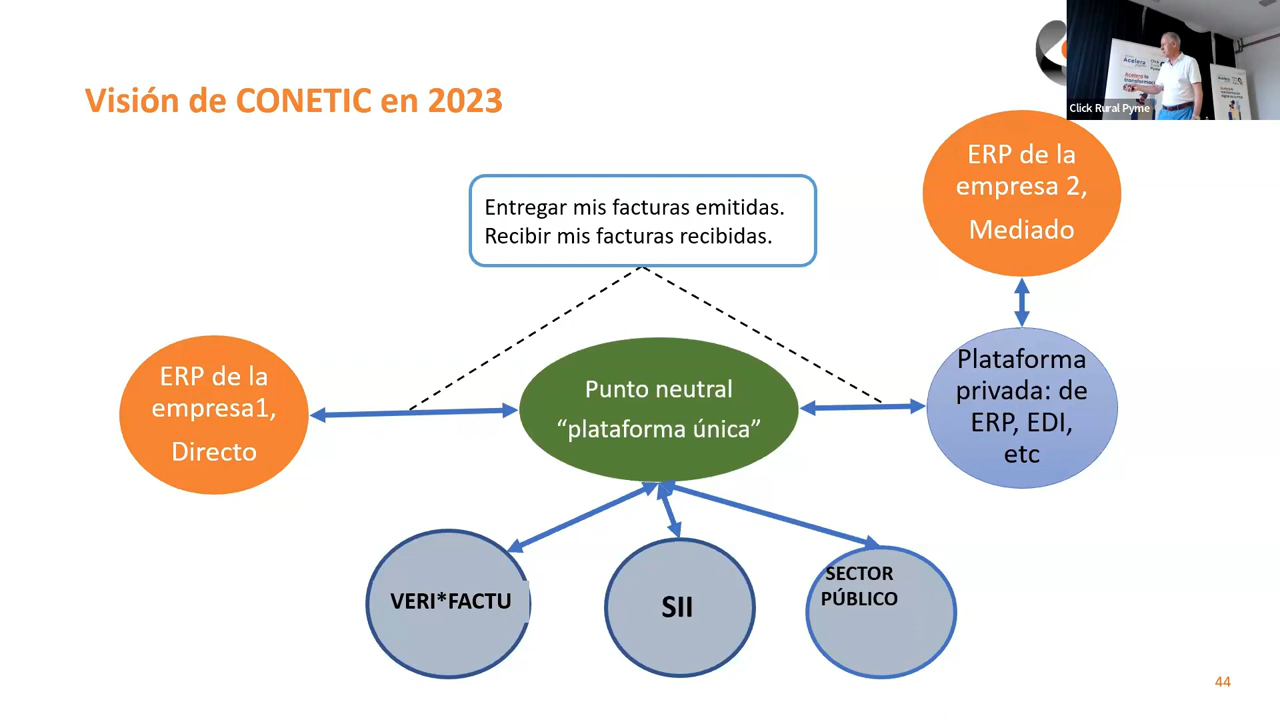 Visión de CONETIC en 2023
Click Rural Pyme
Acelera
ERP de la
empresa 2,
Mediado
Entregar mis facturas emitidas.
Recibir mis facturas recibidas.
ERP de la
empresa1,
Directo
Punto neutral
“plataforma única”
Plataforma
privada: de
ERP, EDI,
etc
VERI*FACTU
SII
SECTOR
PÚBLICO
44